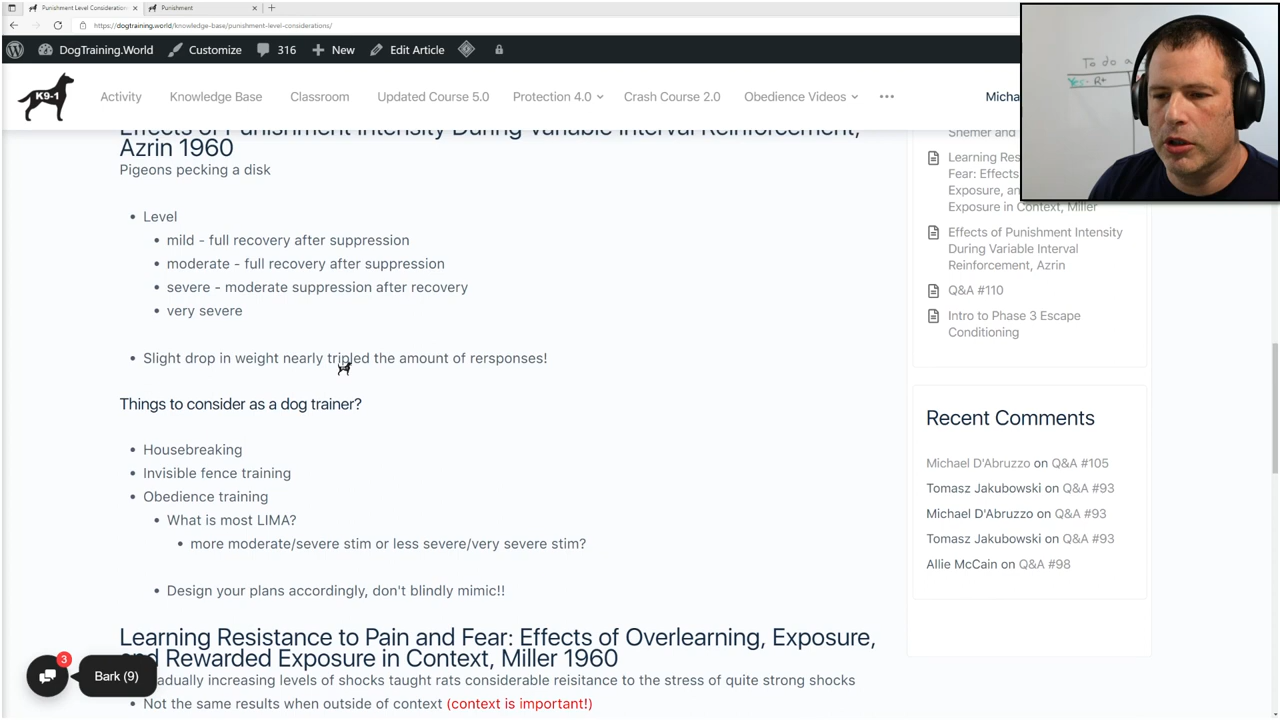 Punishment Level Considerations
Punishment
https://dogtraining.world/knowledge-base/punishment-level-considerations/
DogTraining.World
Customize
316
New
Edit Article
K9-1
Activity
Knowledge Base
Classroom
Updated Course 5.0
Protection 4.0
Crash Course 2.0
Obedience Videos
Micha
To do a
R+
Effects of Punishment Intensity During Variable Interval Reinforcement,
Azrin 1960
Pigeons pecking a disk
Level
mild - full recovery after suppression
moderate - full recovery after suppression
severe - moderate suppression after recovery
very severe
Slight drop in weight nearly tripled the amount of rersponses!
Things to consider as a dog trainer?
Housebreaking
Invisible fence training
Obedience training
What is most LIMA?
more moderate/severe stim or less severe/very severe stim?
Design your plans accordingly, don't blindly mimic!!
Learning Resistance to Pain and Fear: Effects of Overlearning, Exposure,
and Rewarded Exposure in Context, Miller 1960
adually increasing levels of shocks taught rats considerable reisitance to the stress of quite strong shocks
Not the same results when outside of context (context is important!)
Shemer and
Learning Res
Fear: Effects
Exposure, an
Exposure in Context, Miller
Effects of Punishment Intensity
During Variable Interval
Reinforcement, Azrin
Q&A #110
Intro to Phase 3 Escape
Conditioning
Recent Comments
Michael D'Abruzzo on Q&A #105
Tomasz Jakubowski on Q&A #93
Michael D'Abruzzo on Q&A #93
Tomasz Jakubowski on Q&A #93
Allie McCain on Q&A #98
3
Bark (9)